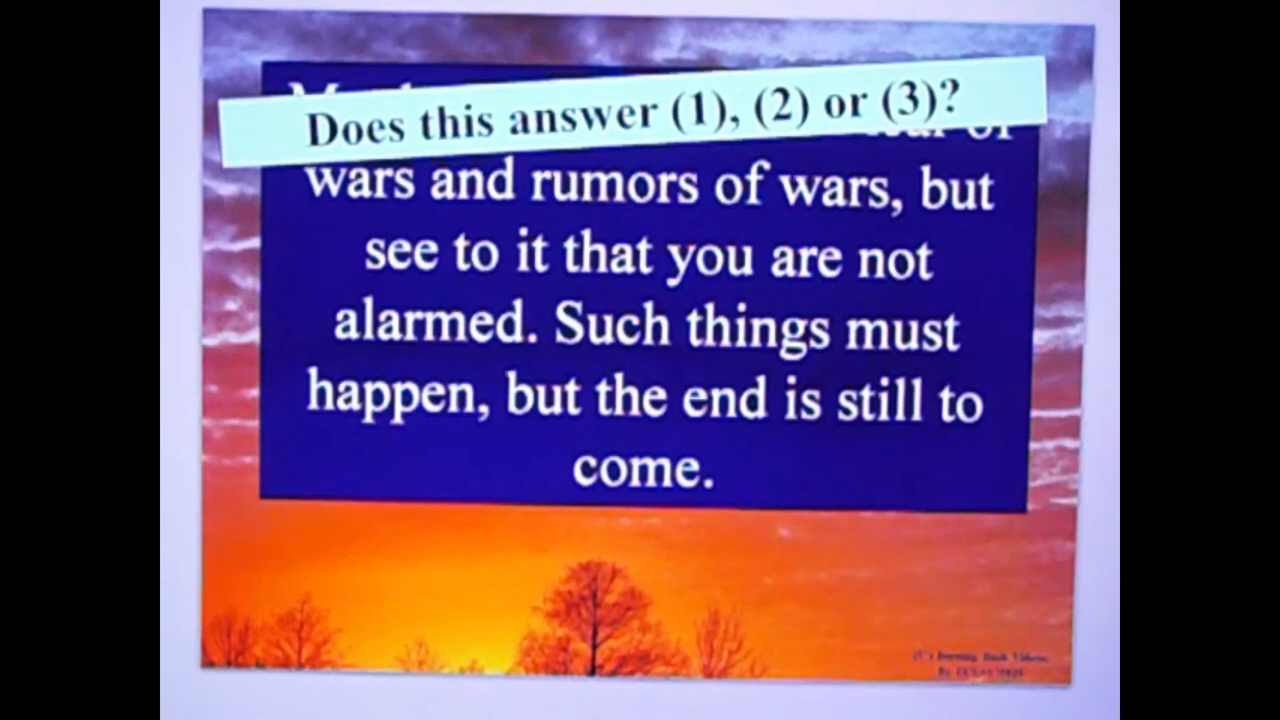 Does this answer (1), (2) or (3)?
of
wars and rumors of wars, but
see to it that you are not
alarmed. Such things must
happen, but the end is still to
come.